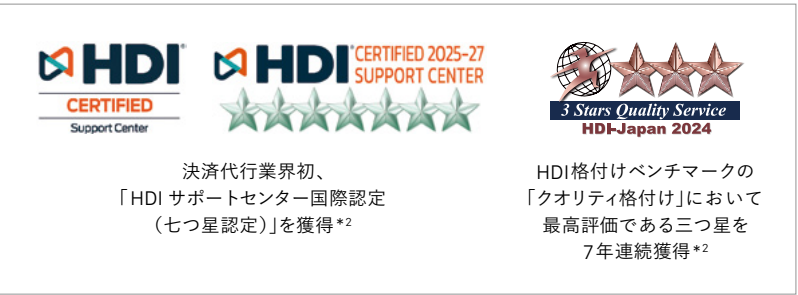 HDI®
CERTIFIED
Support Center
HDI® CERTIFIED 2025-27
SUPPORT CENTER
3 Stars Quality Service
HDI-Japan 2024
決済代行業界初、
「HDI サポートセンター国際認定
（七つ星認定）」を獲得*2
HDI格付けベンチマークの
「クオリティ格付け」において
最高評価である三つ星を
7年連続獲得*2